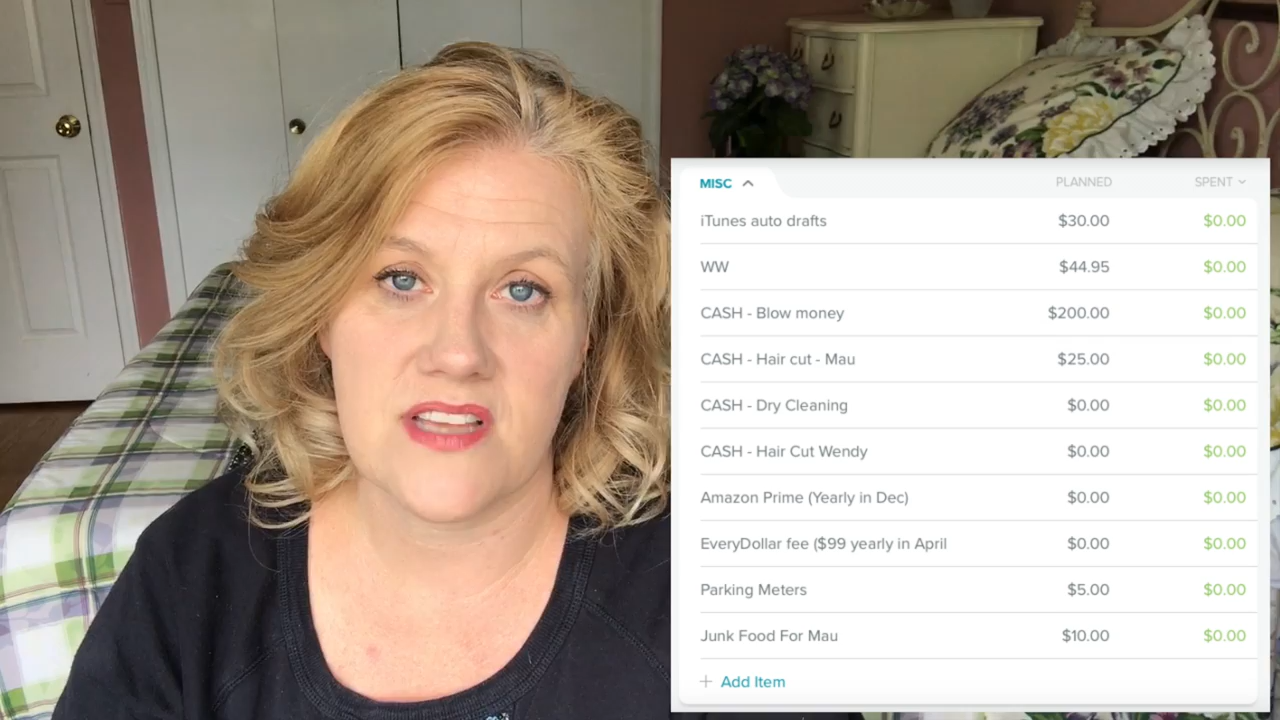 MISC PLANNED SPENT
iTunes auto drafts $30.00 $0.00
WW $44.95 $0.00
CASH - Blow money $200.00 $0.00
CASH - Hair cut - Mau $25.00 $0.00
CASH - Dry Cleaning $0.00 $0.00
CASH - Hair Cut Wendy $0.00 $0.00
Amazon Prime (Yearly in Dec) $0.00 $0.00
EveryDollar fee ($99 yearly in April $0.00 $0.00
Parking Meters $5.00 $0.00
Junk Food For Mau $10.00 $0.00
+ Add Item